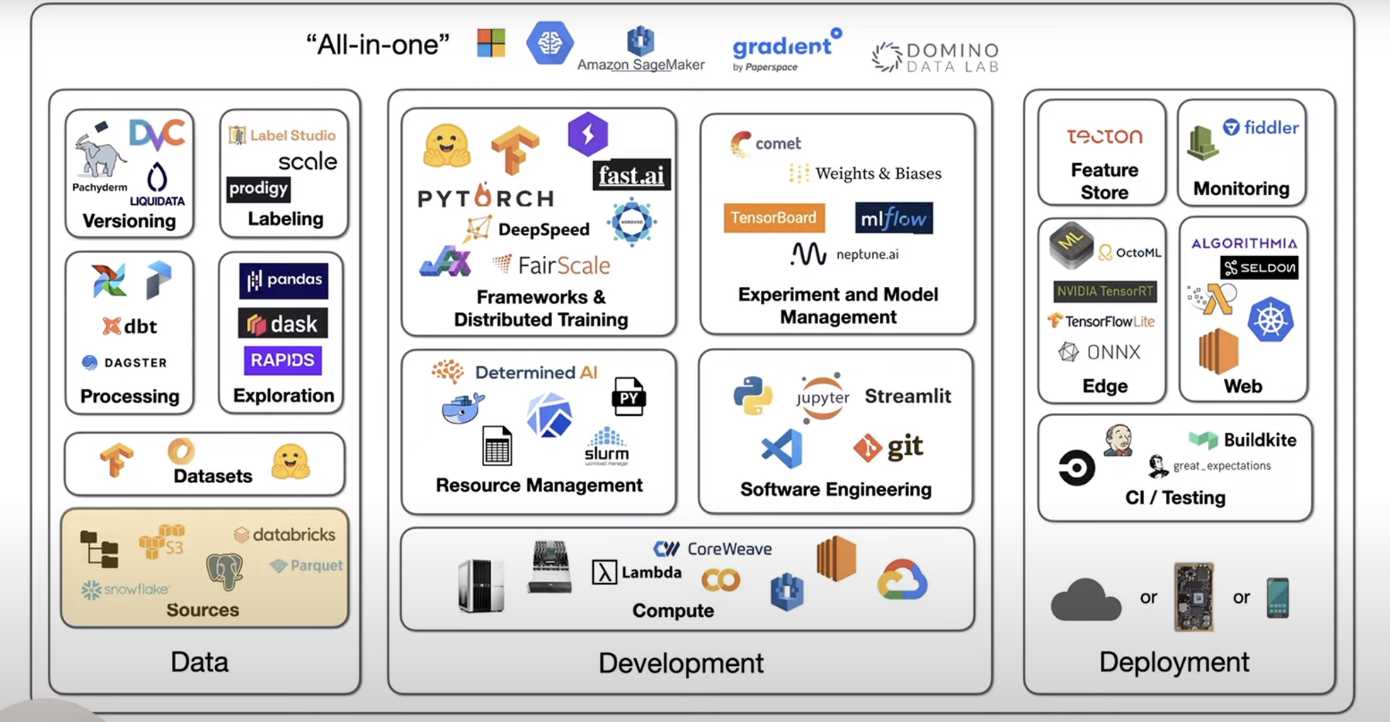 “All-in-one”
Amazon SageMaker
gradient
by Paperspace
DOMINO
DATA LAB
Pachyderm
DVC
LIQUIDATA
Versioning
Label Studio
scale
prodigy
Labeling
dbt
DAGSTER
Processing
pandas
dask
RAPIDS
Exploration
Datasets
S3
databricks
Parquet
snowflake
Sources
Data
fast.ai
PYTORCH
DeepSpeed
HOROVOD
JAX
FairScale
Frameworks &
Distributed Training
comet
Weights & Biases
TensorBoard
mlflow
neptune.ai
Experiment and Model
Management
Determined AI
PY
slurm
workload manager
Resource Management
jupyter
Streamlit
git
Software Engineering
CoreWeave
Lambda
Compute
Development
TECTON
Feature
Store
fiddler
Monitoring
ML
OctoML
NVIDIA TensorRT
TensorFlow Lite
ONNX
Edge
ALGORITHMIA
SELDON
Web
Buildkite
great_expectations
CI / Testing
or
or
Deployment